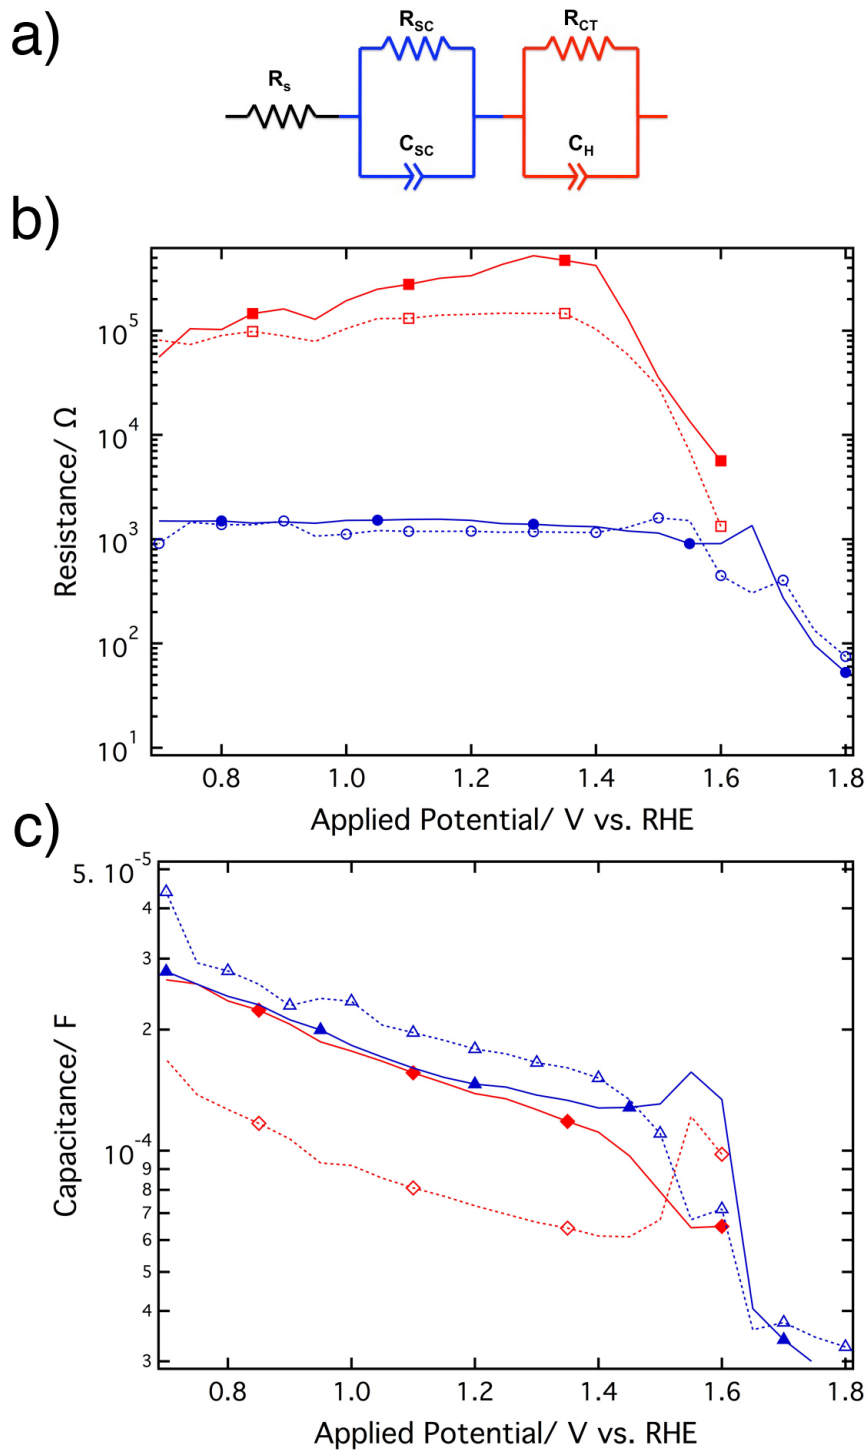 a)
R_SC R_CT
R_s
C_SC C_H
b)
10^5
10^4
10^3
10^2
10^1
Resistance/ Ω
0.8 1.0 1.2 1.4 1.6 1.8
Applied Potential/ V vs. RHE
c)
5. 10^-5
4
3
2
10^-4
9
8
7
6
5
4
3
Capacitance/ F
0.8 1.0 1.2 1.4 1.6 1.8
Applied Potential/ V vs. RHE